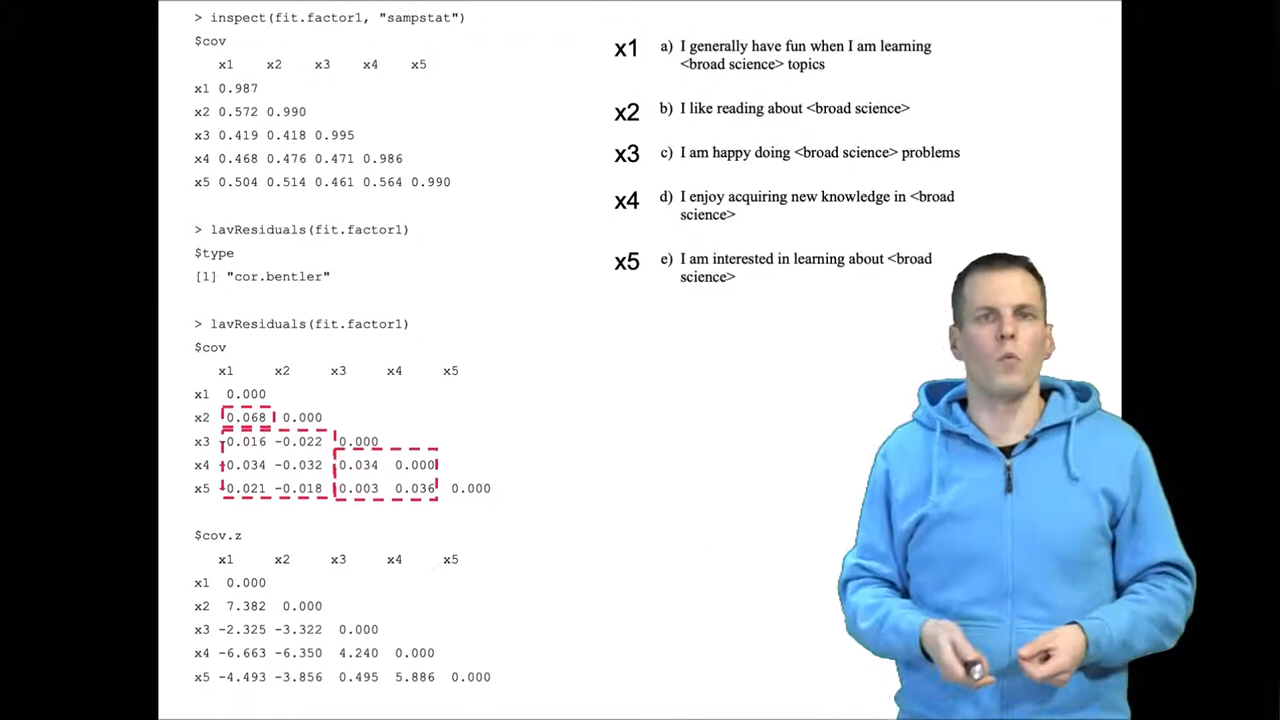 > inspect(fit.factor1, "sampstat")
$cov
x1 x2 x3 x4 x5
x1 0.987
x2 0.572 0.990
x3 0.419 0.418 0.995
x4 0.468 0.476 0.471 0.986
x5 0.504 0.514 0.461 0.564 0.990
> lavResiduals(fit.factor1)
$type
[1] "cor.bentler"
> lavResiduals(fit.factor1)
$cov
x1 x2 x3 x4 x5
x1 0.000
x2 0.068 0.000
x3 -0.016 -0.022 0.000
x4 -0.034 -0.032 0.034 0.000
x5 -0.021 -0.018 0.003 0.036 0.000
$cov.z
x1 x2 x3 x4 x5
x1 0.000
x2 7.382 0.000
x3 -2.325 -3.322 0.000
x4 -6.663 -6.350 4.240 0.000
x5 -4.493 -3.856 0.495 5.886 0.000
x1 a) I generally have fun when I am learning
<broad science> topics
x2 b) I like reading about <broad science>
x3 c) I am happy doing <broad science> problems
x4 d) I enjoy acquiring new knowledge in <broad
science>
x5 e) I am interested in learning about <broad
science>